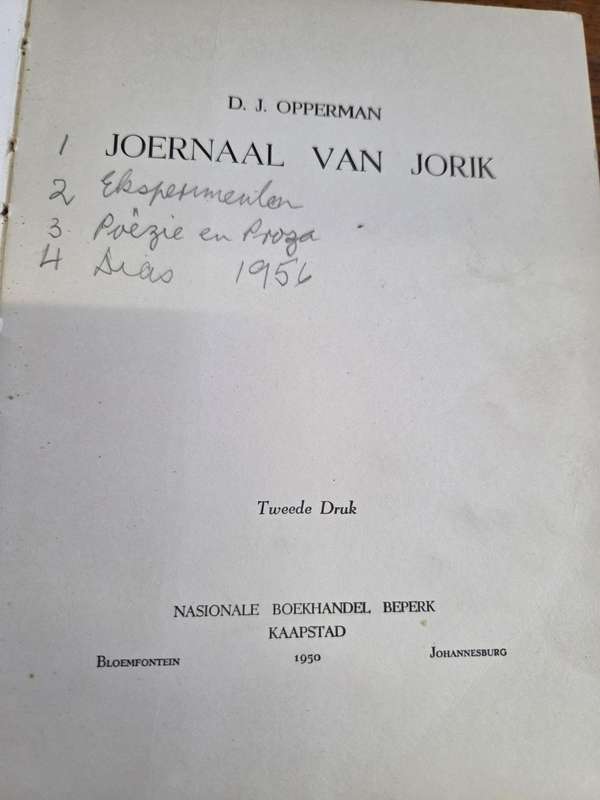 D. J. OPPERMAN
1 JOERNAAL VAN JORIK
2 Eksperimenten
3. Poëzie en Proza
4 Dias 1956
Tweede Druk
NASIONALE BOEKHANDEL BEPERK
KAAPSTAD
BLOEMFONTEIN 1950 JOHANNESBURG